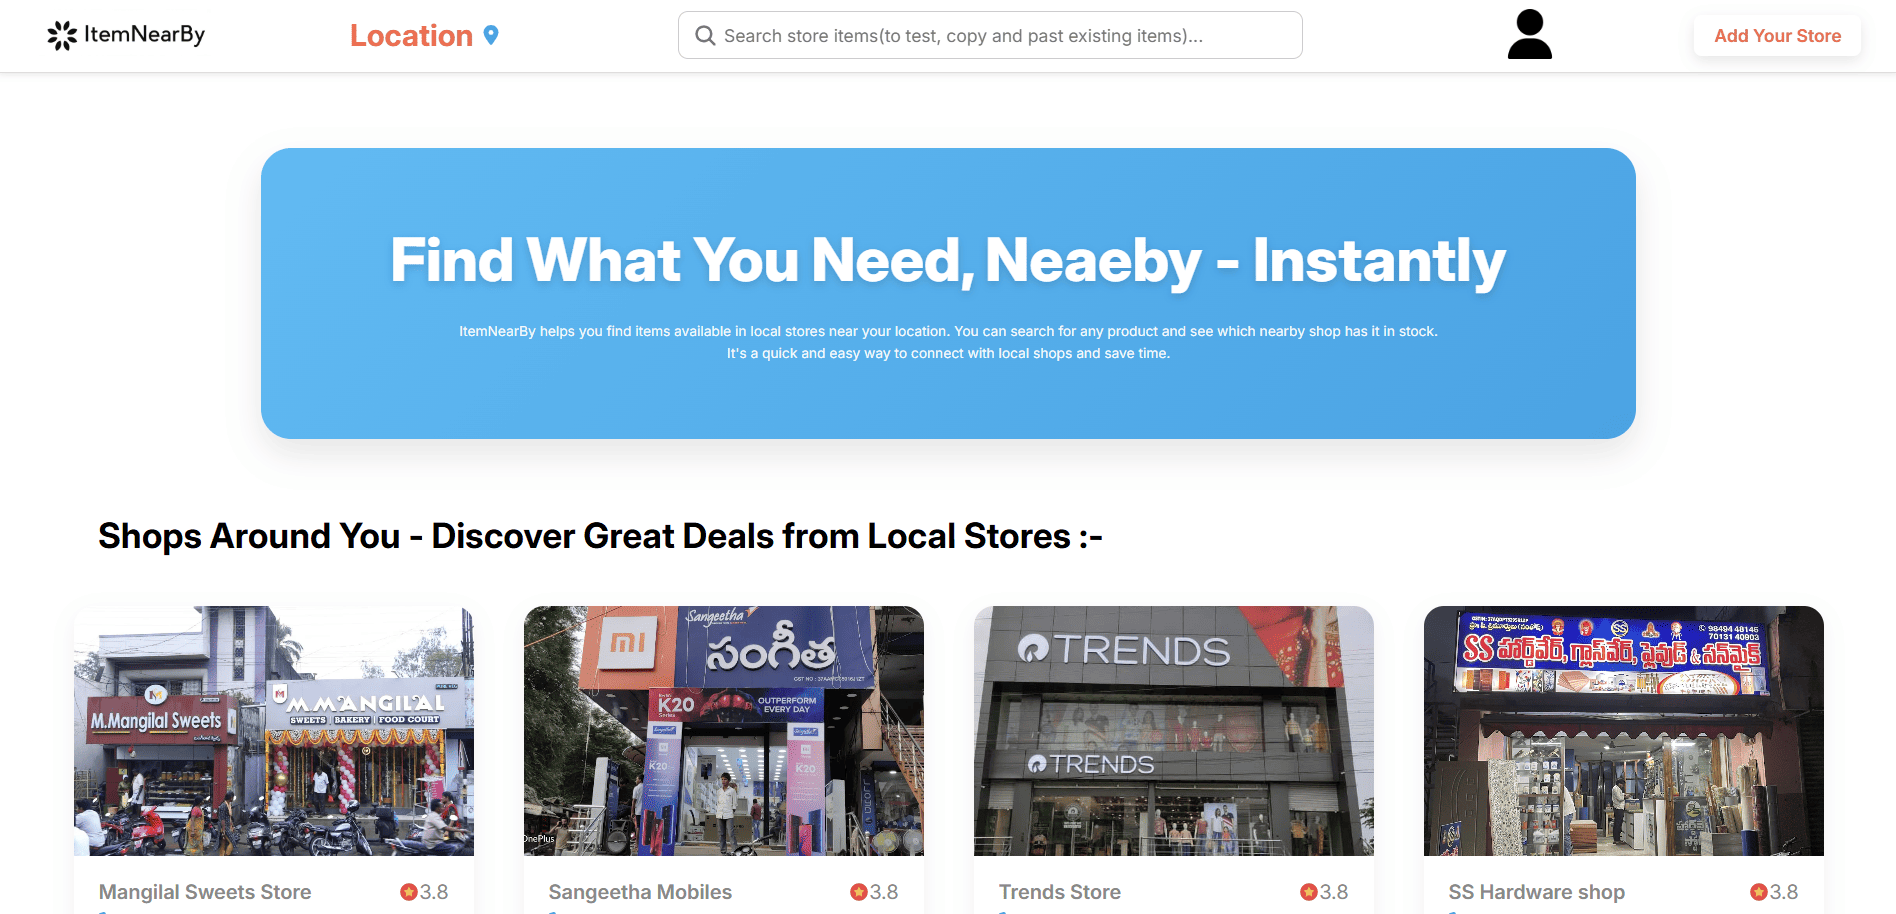 ItemNearBy
Location
Search store items(to test, copy and past existing items)...
Add Your Store
Find What You Need, Neaeby - Instantly
ItemNearBy helps you find items available in local stores near your location. You can search for any product and see which nearby shop has it in stock.
It's a quick and easy way to connect with local shops and save time.
Shops Around You - Discover Great Deals from Local Stores :-
M.Mangilal Sweets
M.MANGILAL
SWEETS | BAKERY | FOOD COURT
Sangeetha
mi
సంగీత
K20
Series
OUTPERFORM
EVERY DAY
K20
K20
OnePlus
TRENDS
TRENDS
98494 48145
70131 40903
SS
SS హార్డ్‌వేర్, గ్లాస్‌వేర్, ప్లైవుడ్ & సన్‌మైక్
Mangilal Sweets Store
3.8
Sangeetha Mobiles
3.8
Trends Store
3.8
SS Hardware shop
3.8